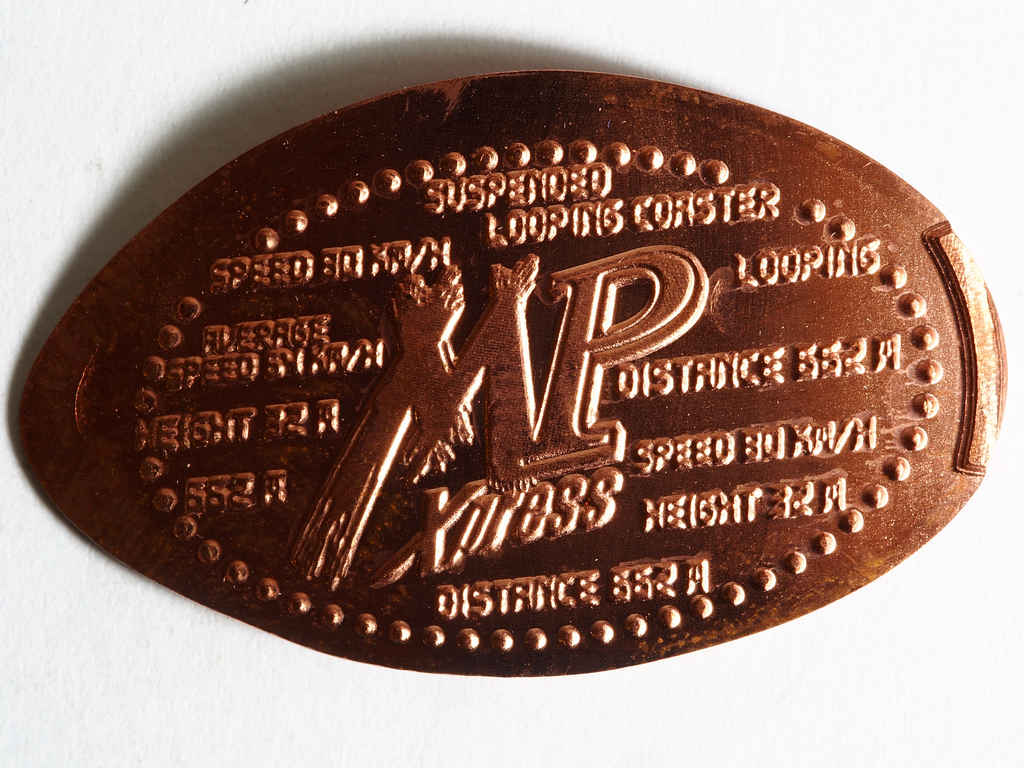 SUSPENDED
LOOPING COASTER
SPEED 80 KM/H
LOOPING
AVERAGE
SPEED 80 KM/H
XP
DISTANCE 662 M
HEIGHT 32 M
SPEED 80 KM/H
662 M
Xpress
HEIGHT 32 M
DISTANCE 662 M